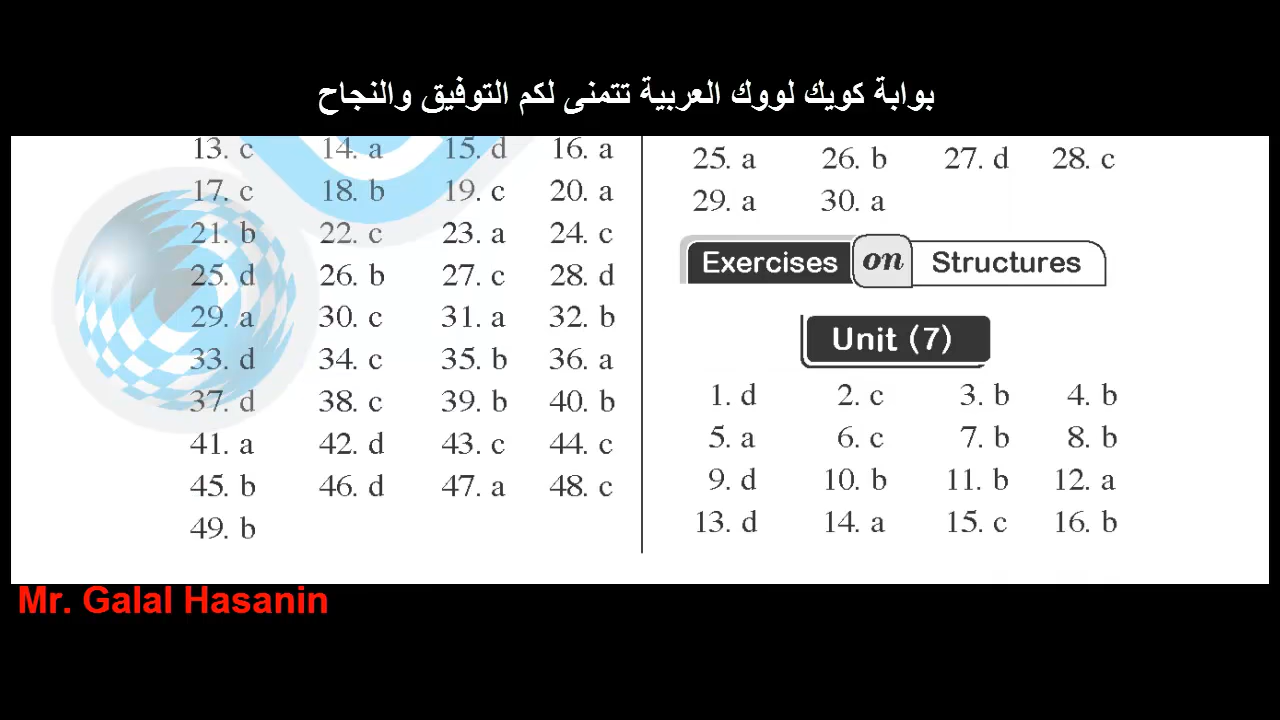 بوابة كويك لووك العربية تتمنى لكم التوفيق والنجاح
13. c 14. a 15. d 16. a
17. c 18. b 19. c 20. a
21. b 22. c 23. a 24. c
25. d 26. b 27. c 28. d
29. a 30. c 31. a 32. b
33. d 34. c 35. b 36. a
37. d 38. c 39. b 40. b
41. a 42. d 43. c 44. c
45. b 46. d 47. a 48. c
49. b
25. a 26. b 27. d 28. c
29. a 30. a
Exercises on Structures
Unit (7)
1. d 2. c 3. b 4. b
5. a 6. c 7. b 8. b
9. d 10. b 11. b 12. a
13. d 14. a 15. c 16. b
Mr. Galal Hasanin